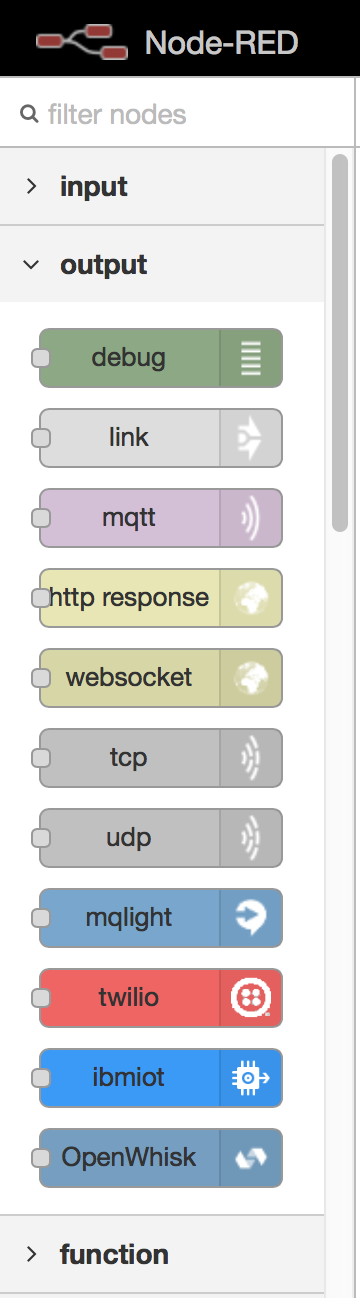 Node-RED
filter nodes
input
output
debug
link
mqtt
http response
websocket
tcp
udp
mqlight
twilio
ibmiot
OpenWhisk
function